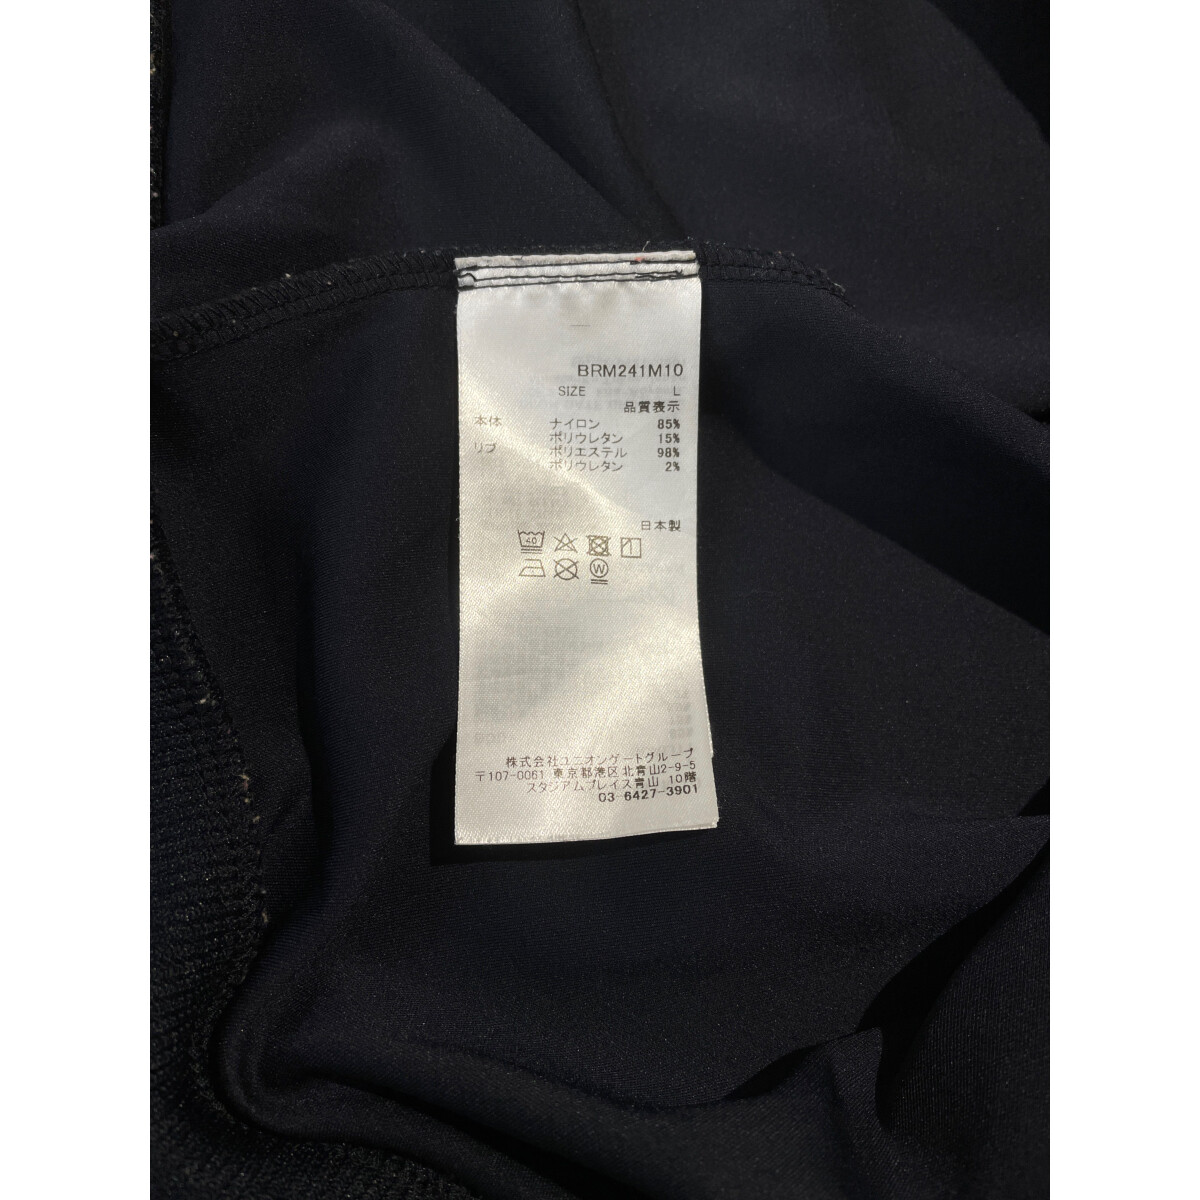 BRM241M10
SIZE L
品質表示
本体 ナイロン 85%
ポリウレタン 15%
リブ ポリエステル 98%
ポリウレタン 2%
日本製
40
W
株式会社ユニオンゲートグループ
〒107-0061 東京都港区北青山2-9-5
スタジアムプレイス青山 10階
03-6427-3901